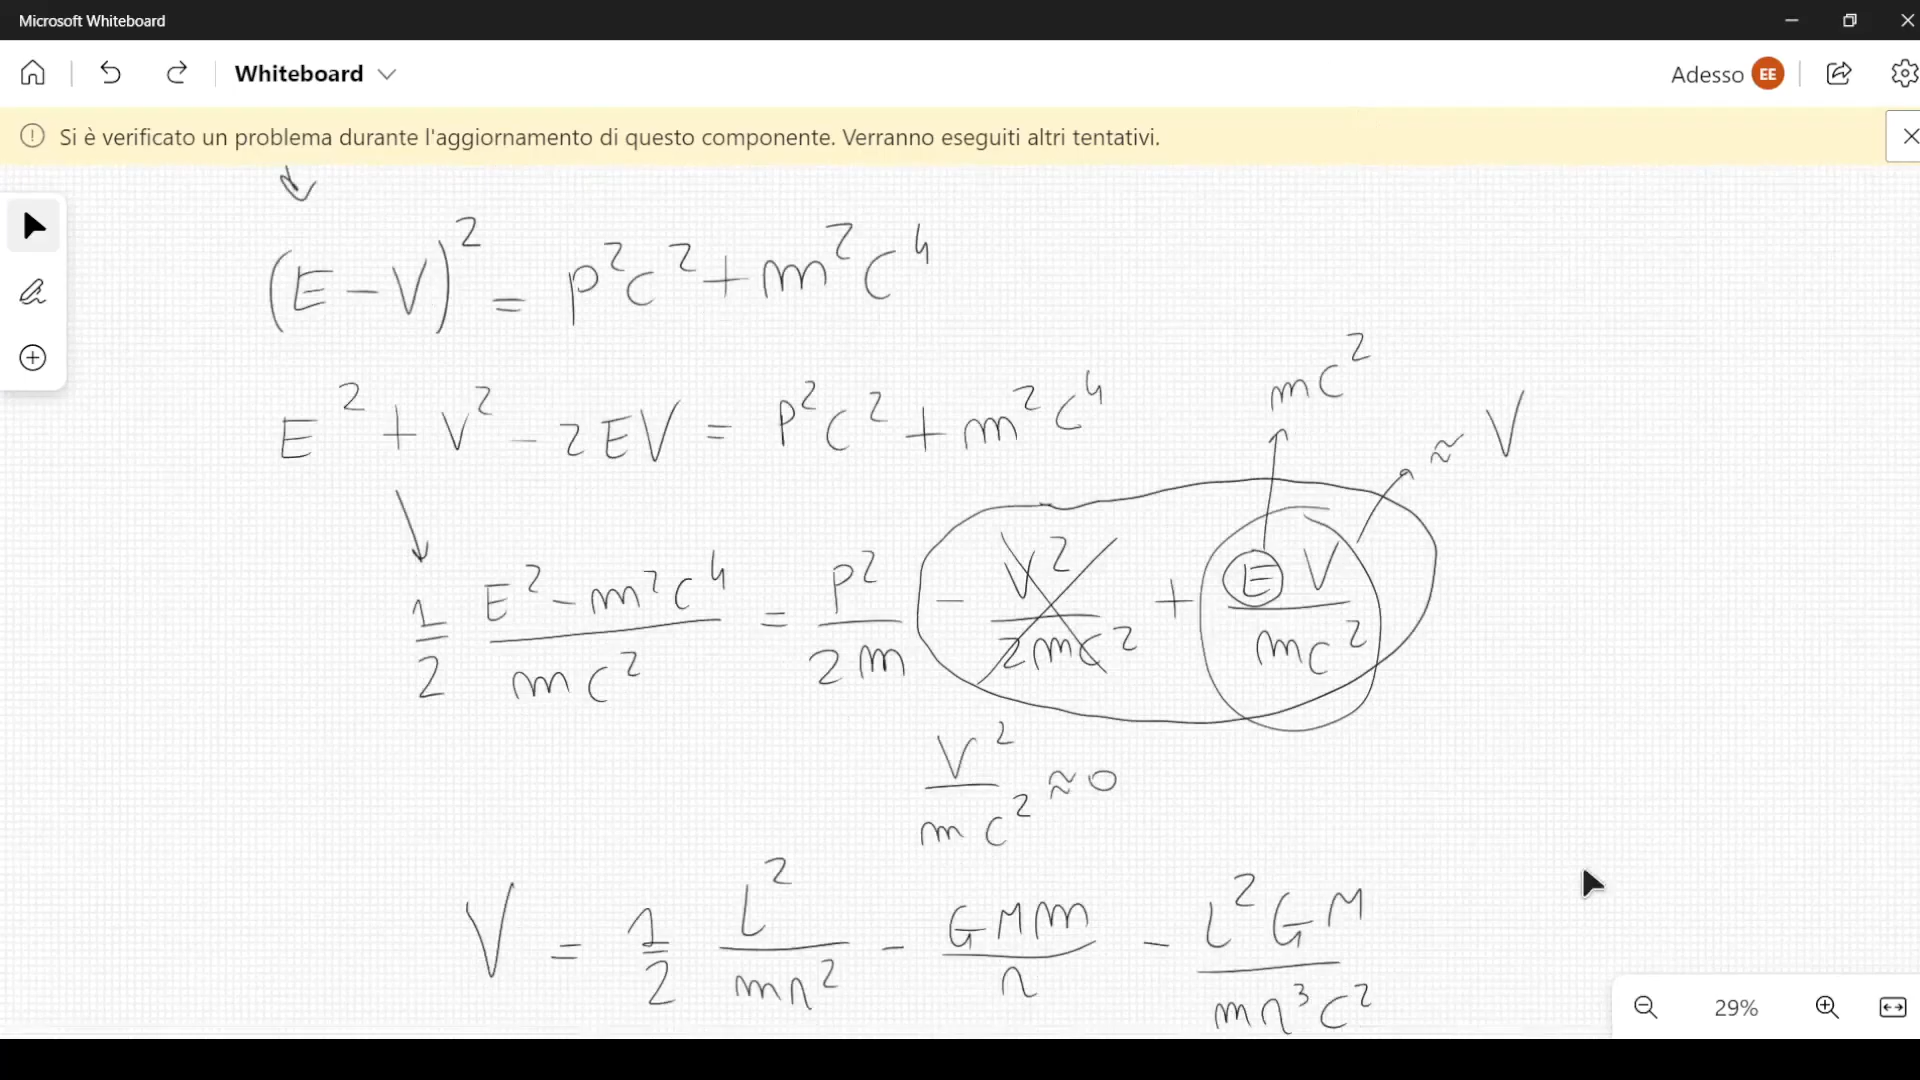 Microsoft Whiteboard
Whiteboard
Adesso EE
Si è verificato un problema durante l'aggiornamento di questo componente. Verranno eseguiti altri tentativi.
(E - V)² = p²c² + m²c⁴
mc²
E² + V² - 2EV = p²c² + m²c⁴
≈ V
1/2 (E² - m²c⁴)/(mc²) = p²/(2m) - V²/(2mc²) + EV/(mc²)
V²/(mc²) ≈ 0
V = 1/2 L²/(mr²) - GMm/r - L²GM/(mr³c²)
29%